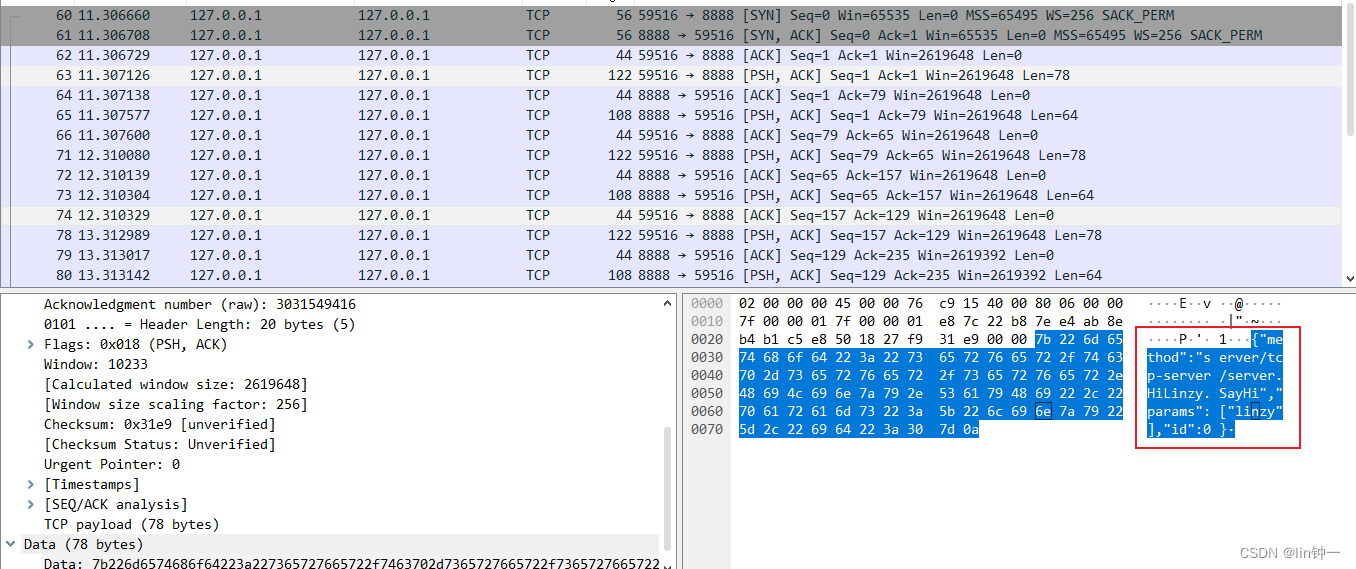 60 11.306660 127.0.0.1 127.0.0.1 TCP 56 59516 → 8888 [SYN] Seq=0 Win=65535 Len=0 MSS=65495 WS=256 SACK_PERM
61 11.306708 127.0.0.1 127.0.0.1 TCP 56 8888 → 59516 [SYN, ACK] Seq=0 Ack=1 Win=65535 Len=0 MSS=65495 WS=256 SACK_PERM
62 11.306729 127.0.0.1 127.0.0.1 TCP 44 59516 → 8888 [ACK] Seq=1 Ack=1 Win=2619648 Len=0
63 11.307126 127.0.0.1 127.0.0.1 TCP 122 59516 → 8888 [PSH, ACK] Seq=1 Ack=1 Win=2619648 Len=78
64 11.307138 127.0.0.1 127.0.0.1 TCP 44 8888 → 59516 [ACK] Seq=1 Ack=79 Win=2619648 Len=0
65 11.307577 127.0.0.1 127.0.0.1 TCP 108 8888 → 59516 [PSH, ACK] Seq=1 Ack=79 Win=2619648 Len=64
66 11.307600 127.0.0.1 127.0.0.1 TCP 44 59516 → 8888 [ACK] Seq=79 Ack=65 Win=2619648 Len=0
71 12.310080 127.0.0.1 127.0.0.1 TCP 122 59516 → 8888 [PSH, ACK] Seq=79 Ack=65 Win=2619648 Len=78
72 12.310139 127.0.0.1 127.0.0.1 TCP 44 8888 → 59516 [ACK] Seq=65 Ack=157 Win=2619648 Len=0
73 12.310304 127.0.0.1 127.0.0.1 TCP 108 8888 → 59516 [PSH, ACK] Seq=65 Ack=157 Win=2619648 Len=64
74 12.310329 127.0.0.1 127.0.0.1 TCP 44 59516 → 8888 [ACK] Seq=157 Ack=129 Win=2619648 Len=0
78 13.312989 127.0.0.1 127.0.0.1 TCP 122 59516 → 8888 [PSH, ACK] Seq=157 Ack=129 Win=2619648 Len=78
79 13.313017 127.0.0.1 127.0.0.1 TCP 44 8888 → 59516 [ACK] Seq=129 Ack=235 Win=2619392 Len=0
80 13.313142 127.0.0.1 127.0.0.1 TCP 108 8888 → 59516 [PSH, ACK] Seq=129 Ack=235 Win=2619392 Len=64
Acknowledgment number (raw): 3031549416
0101 .... = Header Length: 20 bytes (5)
Flags: 0x018 (PSH, ACK)
Window: 10233
[Calculated window size: 2619648]
[Window size scaling factor: 256]
Checksum: 0x31e9 [unverified]
[Checksum Status: Unverified]
Urgent Pointer: 0
[Timestamps]
[SEQ/ACK analysis]
TCP payload (78 bytes)
Data (78 bytes)
Data: 7b226d6574686f64223a227365727665722f7463702d7365727665722f7365727665722
0000 02 00 00 00 45 00 00 76 c9 15 40 00 80 06 00 00 ····E··v ··@·····
0010 7f 00 00 01 7f 00 00 01 e8 7c 22 b8 7e e4 ab 8e ········ ·|"·~···
0020 b4 b1 c5 e8 50 18 27 f9 31 e9 00 00 7b 22 6d 65 ····P·'· 1···{"me
0030 74 68 6f 64 22 3a 22 73 65 72 76 65 72 2f 74 63 thod":"s erver/tc
0040 70 2d 73 65 72 76 65 72 2f 73 65 72 76 65 72 2e p-server /server.
0050 48 69 4c 69 6e 7a 79 2e 53 61 79 48 69 22 2c 22 HiLinzy. SayHi","
0060 70 61 72 61 6d 73 22 3a 5b 22 6c 69 6e 7a 79 22 params": ["linzy"
0070 5d 2c 22 69 64 22 3a 30 7d 0a ],"id":0 }·
CSDN @lin钟一